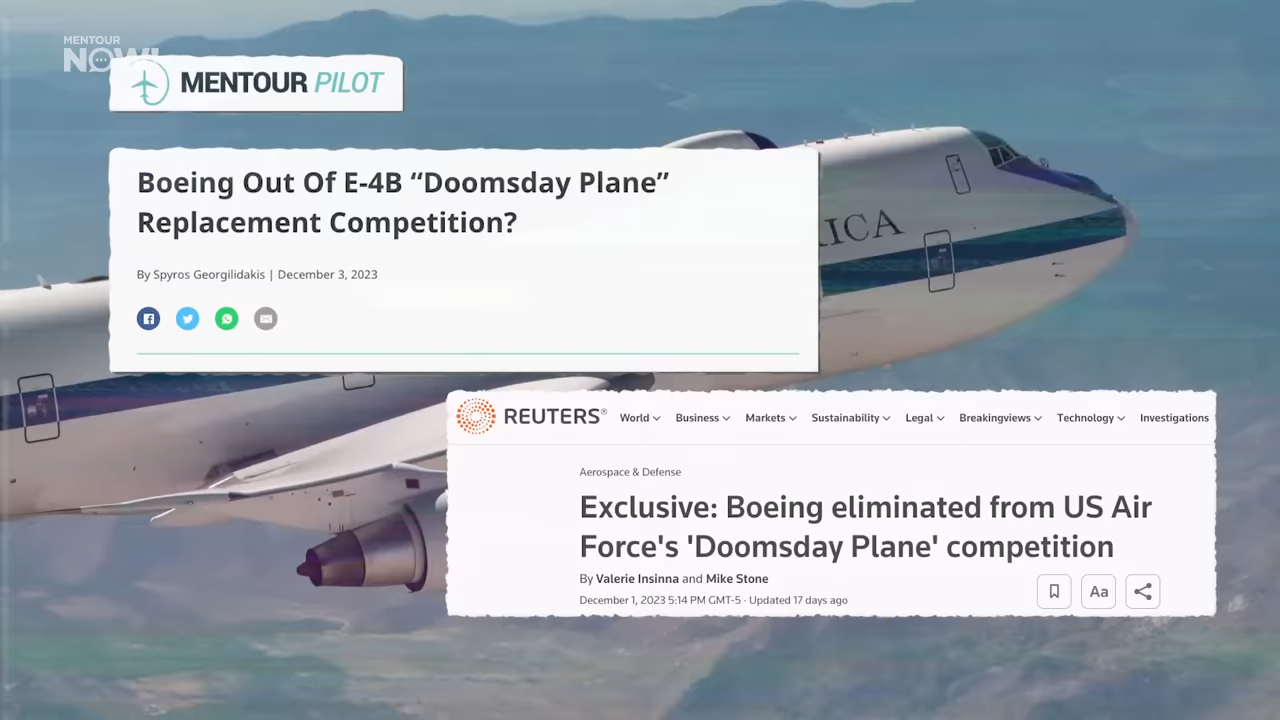 MENTOUR
NOW!
MENTOUR PILOT
Boeing Out Of E-4B “Doomsday Plane”
Replacement Competition?
By Spyros Georgilidakis | December 3, 2023
RICA
REUTERS®
World Business Markets Sustainability Legal Breakingviews Technology Investigations
Aerospace & Defense
Exclusive: Boeing eliminated from US Air
Force's 'Doomsday Plane' competition
By Valerie Insinna and Mike Stone
December 1, 2023 5:14 PM GMT-5 · Updated 17 days ago
Aa